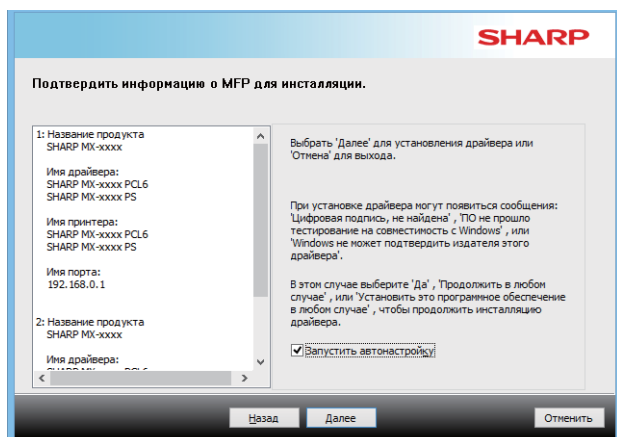 SHARP
Подтвердить информацию о MFP для инсталляции.
1: Название продукта
SHARP MX-xxxx
Имя драйвера:
SHARP MX-xxxx PCL6
SHARP MX-xxxx PS
Имя принтера:
SHARP MX-xxxx PCL6
SHARP MX-xxxx PS
Имя порта:
192.168.0.1
2: Название продукта
SHARP MX-xxxx
Имя драйвера:
Выбрать 'Далее' для установления драйвера или
'Отмена' для выхода.
При установке драйвера могут появиться сообщения:
'Цифровая подпись, не найдена' , 'ПО не прошло
тестирование на совместимость с Windows' , или
'Windows не может подтвердить издателя этого
драйвера'.
В этом случае выберите 'Да' , 'Продолжить в любом
случае' , или 'Установить это программное обеспечение
в любом случае' , чтобы продолжить инсталляцию
драйвера.
Запустить автонастройку
Назад
Далее
Отменить